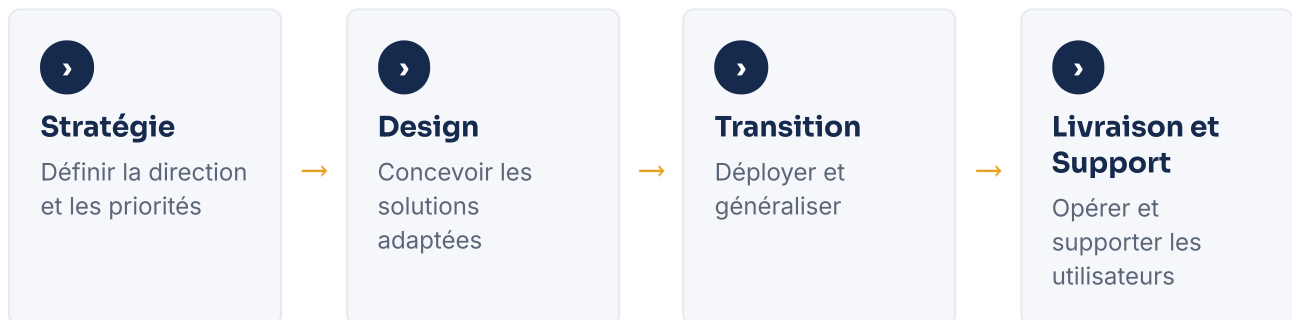 ›
Stratégie
Définir la direction
et les priorités
→
›
Design
Concevoir les
solutions
adaptées
→
›
Transition
Déployer et
généraliser
→
›
Livraison et
Support
Opérer et
supporter les
utilisateurs